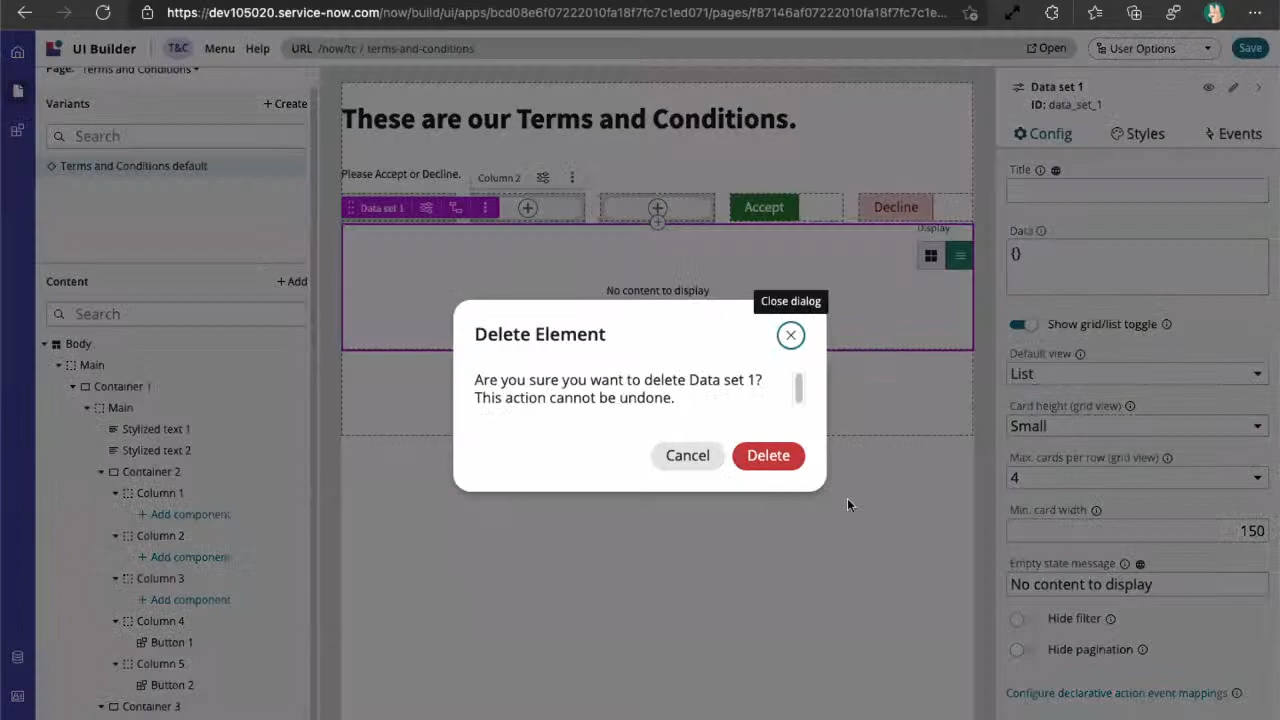 https://dev105020.service-now.com/now/build/ui/apps/bcd08e6f07222010fa18f7fc7c1ed071/pages/f87146af07222010fa18f7fc7c1e...
UI Builder
T&C
Menu
Help
URL /now/tc / terms-and-conditions
Open
User Options
Save
Page: Terms and Conditions
Variants
+ Create
Search
Terms and Conditions default
Content
+ Add
Search
Body
Main
Container 1
Main
Stylized text 1
Stylized text 2
Container 2
Column 1
+ Add component
Column 2
+ Add component
Column 3
+ Add component
Column 4
Button 1
Column 5
Button 2
Container 3
These are our Terms and Conditions.
Please Accept or Decline.
Column 2
Data set 1
Accept
Decline
Display
No content to display
Close dialog
Delete Element
Are you sure you want to delete Data set 1?
This action cannot be undone.
Cancel
Delete
Data set 1
ID: data_set_1
Config
Styles
Events
Title
Data
{}
Show grid/list toggle
Default view
List
Card height (grid view)
Small
Max. cards per row (grid view)
4
Min. card width
150
Empty state message
No content to display
Hide filter
Hide pagination
Configure declarative action event mappings